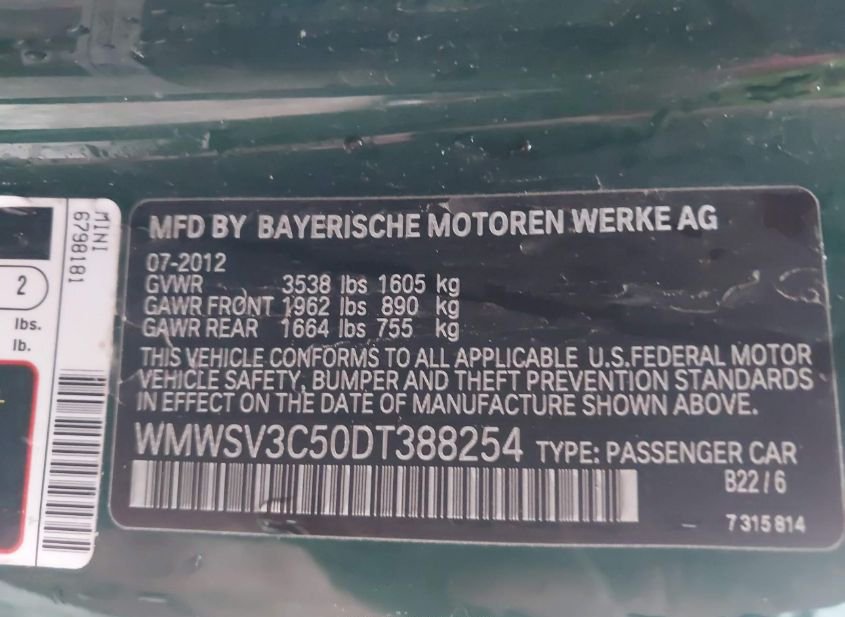 MINI
6798181
2
lbs.
lb.
MFD BY BAYERISCHE MOTOREN WERKE AG
07-2012
GVWR 3538 lbs 1605 kg
GAWR FRONT 1962 lbs 890 kg
GAWR REAR 1664 lbs 755 kg
THIS VEHICLE CONFORMS TO ALL APPLICABLE U.S.FEDERAL MOTOR
VEHICLE SAFETY, BUMPER AND THEFT PREVENTION STANDARDS
IN EFFECT ON THE DATE OF MANUFACTURE SHOWN ABOVE.
WMWSV3C50DT388254 TYPE: PASSENGER CAR
B22/6
7 315 814